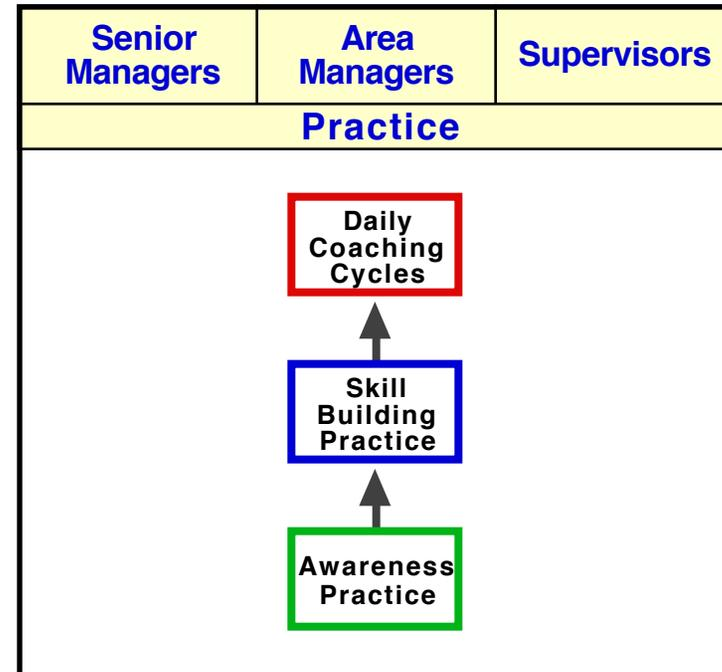 Senior
Managers
Area
Managers
Supervisors
Practice
Daily
Coaching
Cycles
Skill
Building
Practice
Awareness
Practice